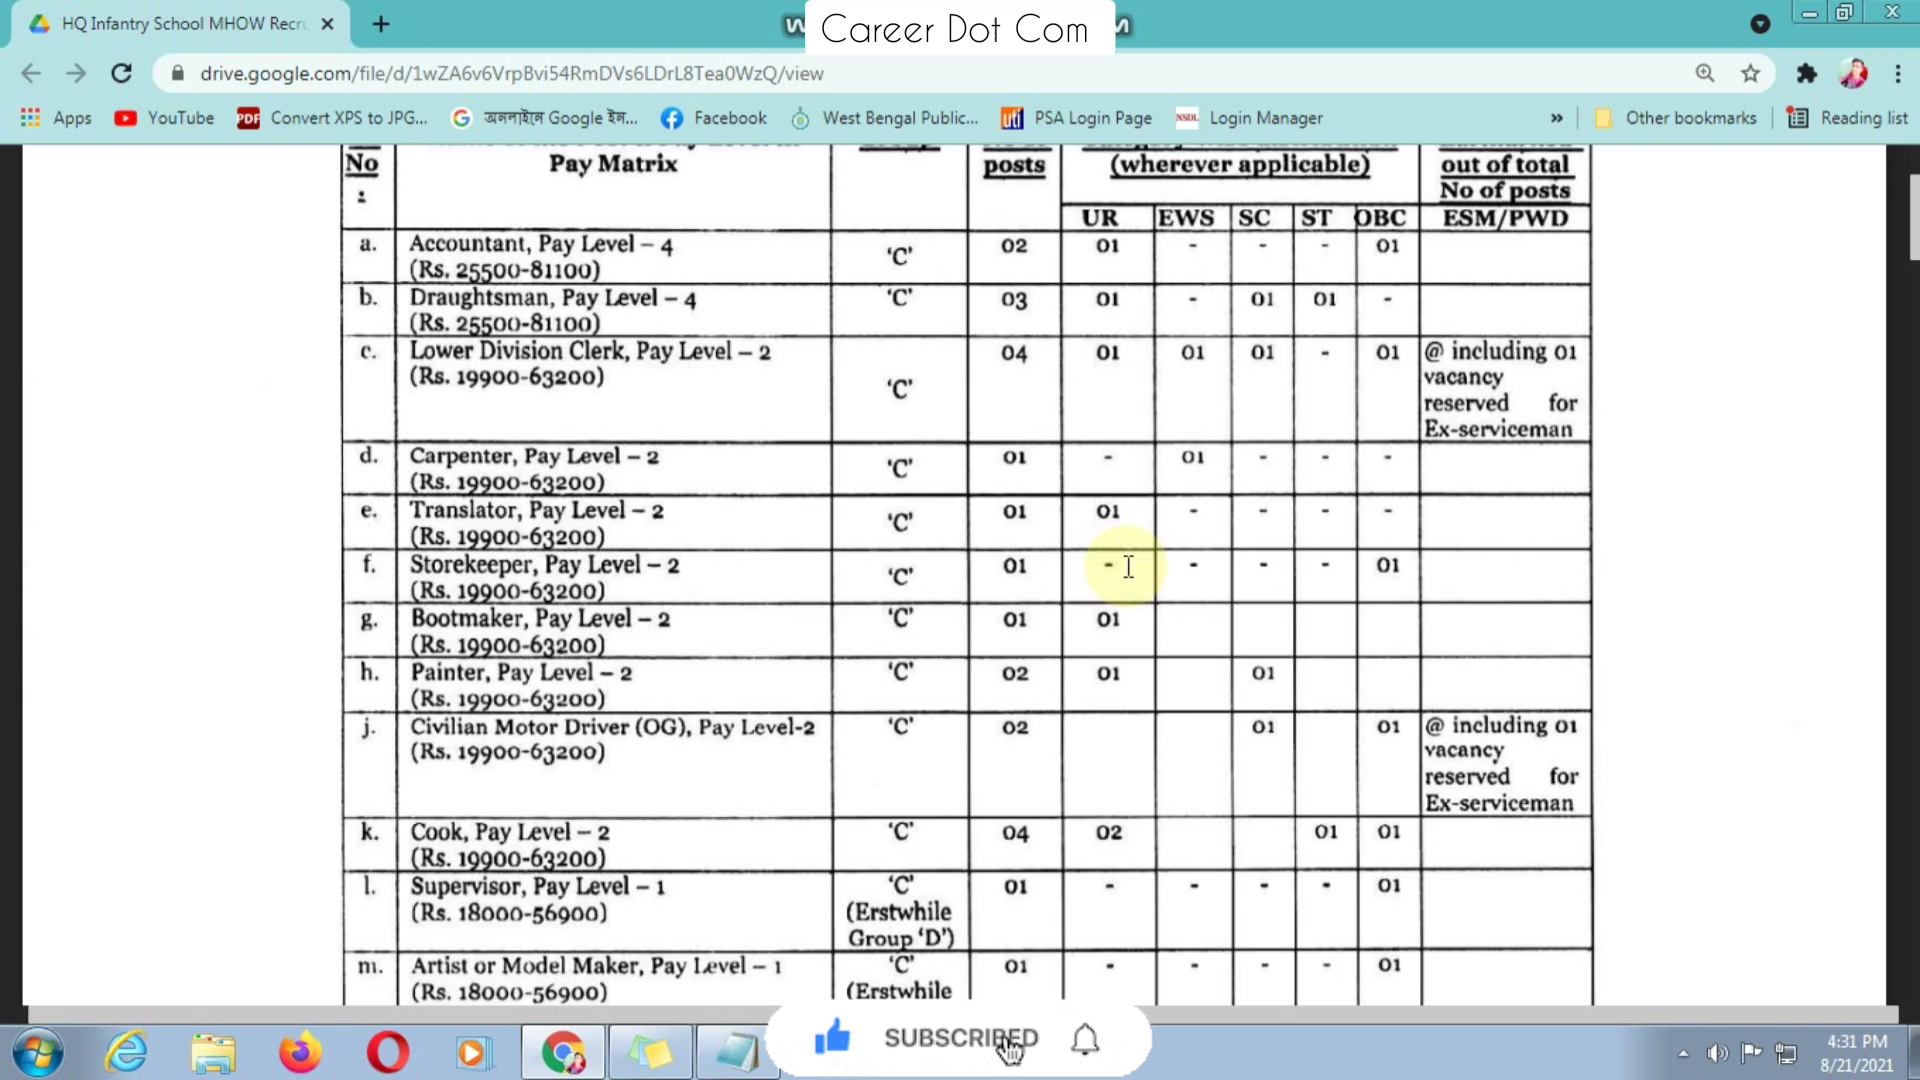 HQ Infantry School MHOW Recru
Career Dot Com
drive.google.com/file/d/1wZA6v6VrpBvi54RmDVs6LDrL8Tea0WzQ/view
Apps YouTube Convert XPS to JPG... অনলাইনে Google ইন... Facebook West Bengal Public... PSA Login Page Login Manager » Other bookmarks Reading list
No : Pay Matrix posts (wherever applicable) out of total
No of posts
UR EWS SC ST OBC ESM/PWD
a. Accountant, Pay Level – 4 'C' 02 01 - - - 01
(Rs. 25500-81100)
b. Draughtsman, Pay Level – 4 'C' 03 01 - 01 01 -
(Rs. 25500-81100)
c. Lower Division Clerk, Pay Level – 2 'C' 04 01 01 01 - 01 @ including 01
(Rs. 19900-63200) vacancy
reserved for
Ex-serviceman
d. Carpenter, Pay Level – 2 'C' 01 - 01 - - -
(Rs. 19900-63200)
e. Translator, Pay Level – 2 'C' 01 01 - - - -
(Rs. 19900-63200)
f. Storekeeper, Pay Level – 2 'C' 01 - - - - 01
(Rs. 19900-63200)
g. Bootmaker, Pay Level – 2 'C' 01 01
(Rs. 19900-63200)
h. Painter, Pay Level – 2 'C' 02 01 01
(Rs. 19900-63200)
j. Civilian Motor Driver (OG), Pay Level-2 'C' 02 01 01 @ including 01
(Rs. 19900-63200) vacancy
reserved for
Ex-serviceman
k. Cook, Pay Level – 2 'C' 04 02 01 01
(Rs. 19900-63200)
l. Supervisor, Pay Level – 1 'C' 01 - - - - 01
(Rs. 18000-56900) (Erstwhile
Group 'D')
m. Artist or Model Maker, Pay Level – 1 'C' 01 - - - - 01
(Rs. 18000-56900) (Erstwhile
SUBSCRIBED
4:31 PM
8/21/2021